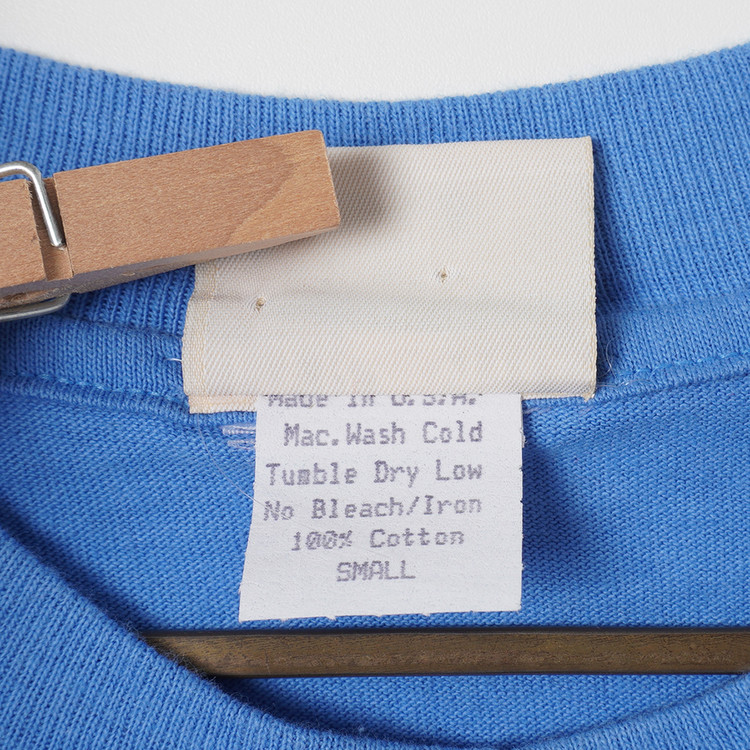 Made In U.S.A.
Mac.Wash Cold
Tumble Dry Low
No Bleach/Iron
100% Cotton
SMALL